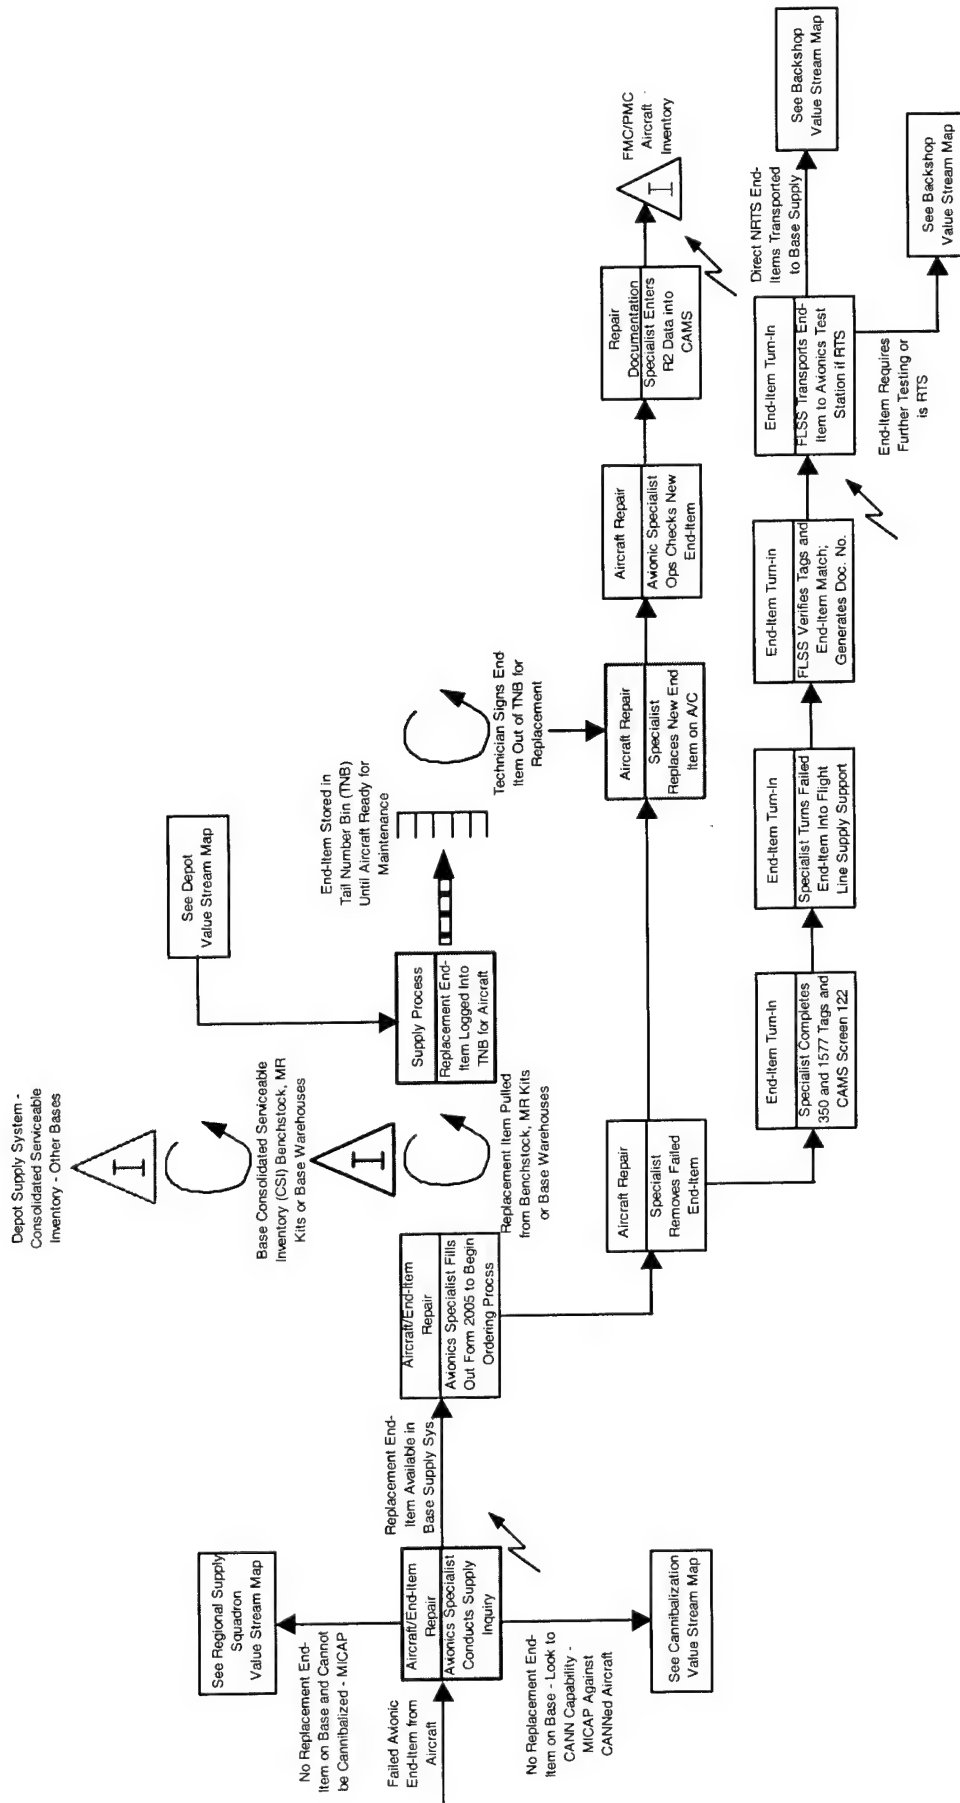 Failed Avionic
End-Item from
Aircraft
Aircraft/End-Item
Repair
Avionics Specialist
Conducts Supply
Inquiry
No Replacement End-
Item on Base and Cannot
be Cannibalized - MICAP
See Regional Supply
Squadron
Value Stream Map
No Replacement End-
Item on Base - Look to
CANN Capability -
MICAP Against
CANNed Aircraft
See Cannibalization
Value Stream Map
Replacement End-
Item Available in
Base Supply Sys
Aircraft/End-Item
Repair
Avionics Specialist Fills
Out Form 2005 to Begin
Ordering Procss
Depot Supply System -
Consolidated Serviceable
Inventory - Other Bases
I
Base Consolidated Serviceable
Inventory (CSI) Benchstock, MR
Kits or Base Warehouses
I
Replacement Item Pulled
from Benchstock, MR Kits
or Base Warehouses
See Depot
Value Stream Map
Supply Process
Replacement End-
Item Logged Into
TNB for Aircraft
End-Item Stored in
Tail Number Bin (TNB)
Until Aircraft Ready for
Maintenance
Technician Signs End-
Item Out of TNB for
Replacement
Aircraft Repair
Specialist
Removes Failed
End-Item
Aircraft Repair
Specialist
Replaces New End
Item on A/C
Aircraft Repair
Avionic Specialist
Ops Checks New
End-Item
Repair
Documentation
Specialist Enters
R2 Data into
CAMS
I
FMC/PMC
Aircraft
Inventory
End-Item Turn-In
Specialist Completes
350 and 1577 Tags and
CAMS Screen 122
End-Item Turn-In
Specialist Turns Failed
End-Item Into Flight
Line Supply Support
End-Item Turn-in
FLSS Verifies Tags and
End-Item Match;
Generates Doc. No.
End-Item Turn-In
FLSS Transports End-
Item to Avionics Test
Station if RTS
Direct NRTS End-
Items Transported
to Base Supply
See Backshop
Value Stream Map
End-Item Requires
Further Testing or
is RTS
See Backshop
Value Stream Map